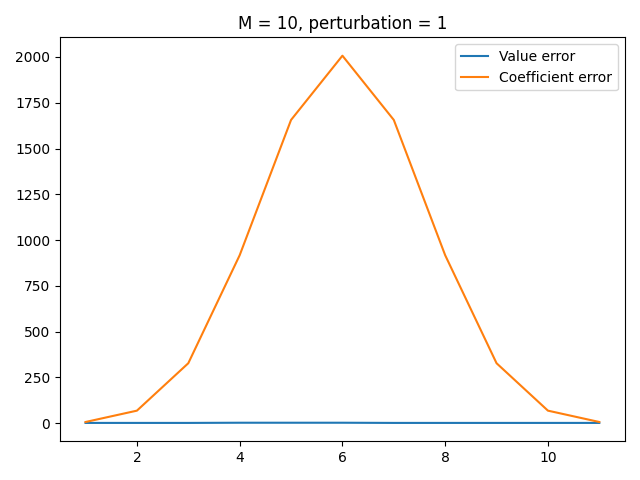 M = 10, perturbation = 1
Value error
Coefficient error
2000
1750
1500
1250
1000
750
500
250
0
2 4 6 8 10